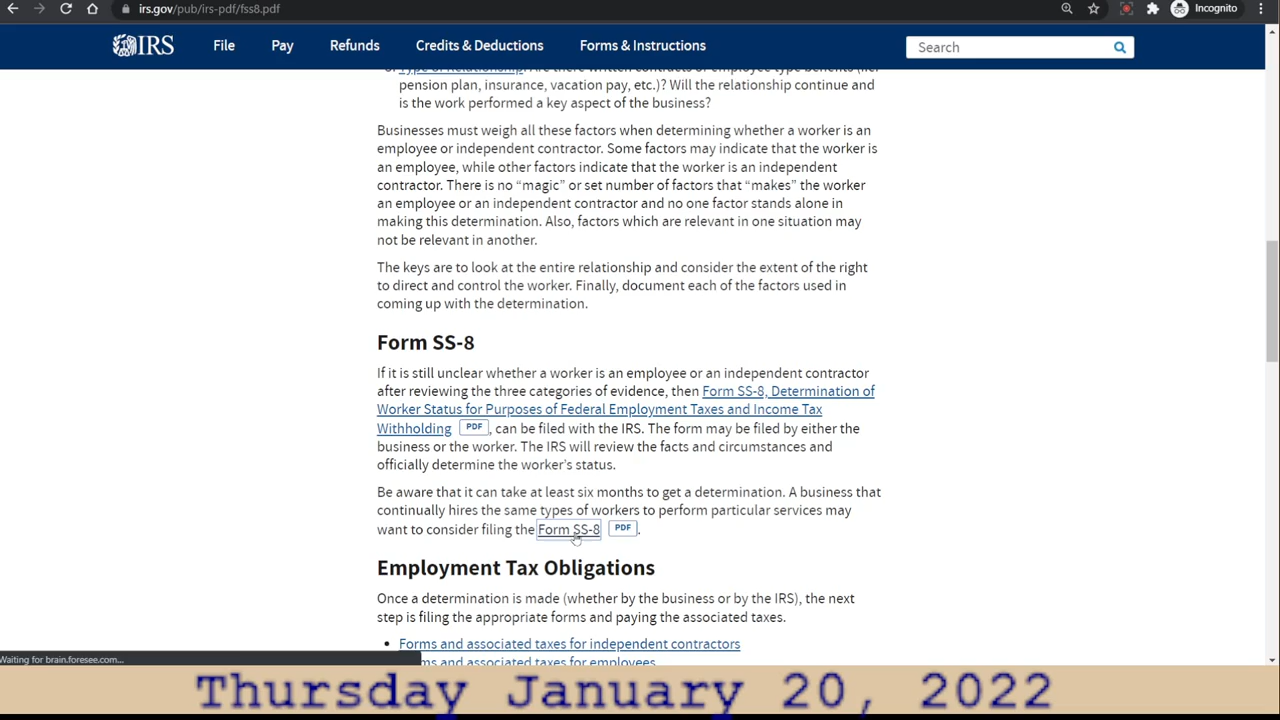 irs.gov/pub/irs-pdf/fss8.pdf
Incognito
IRS
File
Pay
Refunds
Credits & Deductions
Forms & Instructions
Search
Type of Relationship: Are there written contracts or employee type benefits (i.e.
pension plan, insurance, vacation pay, etc.)? Will the relationship continue and
is the work performed a key aspect of the business?
Businesses must weigh all these factors when determining whether a worker is an
employee or independent contractor. Some factors may indicate that the worker is
an employee, while other factors indicate that the worker is an independent
contractor. There is no “magic” or set number of factors that “makes” the worker
an employee or an independent contractor and no one factor stands alone in
making this determination. Also, factors which are relevant in one situation may
not be relevant in another.
The keys are to look at the entire relationship and consider the extent of the right
to direct and control the worker. Finally, document each of the factors used in
coming up with the determination.
Form SS-8
If it is still unclear whether a worker is an employee or an independent contractor
after reviewing the three categories of evidence, then Form SS-8, Determination of
Worker Status for Purposes of Federal Employment Taxes and Income Tax
Withholding PDF, can be filed with the IRS. The form may be filed by either the
business or the worker. The IRS will review the facts and circumstances and
officially determine the worker’s status.
Be aware that it can take at least six months to get a determination. A business that
continually hires the same types of workers to perform particular services may
want to consider filing the Form SS-8 PDF.
Employment Tax Obligations
Once a determination is made (whether by the business or by the IRS), the next
step is filing the appropriate forms and paying the associated taxes.
• Forms and associated taxes for independent contractors
and associated taxes for employees
Waiting for brain.foresee.com...
Thursday January 20, 2022